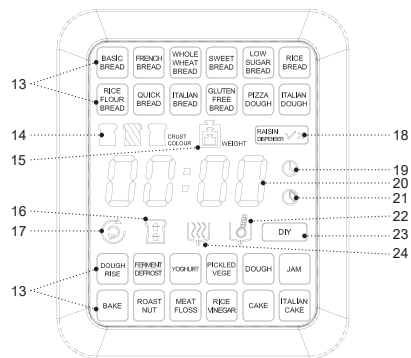 BASIC BREAD
FRENCH BREAD
WHOLE WHEAT BREAD
SWEET BREAD
LOW SUGAR BREAD
RICE BREAD
13
RICE FLOUR BREAD
QUICK BREAD
ITALIAN BREAD
GLUTEN FREE BREAD
PIZZA DOUGH
ITALIAN DOUGH
14
CRUST COLOUR
WEIGHT
RAISIN DISPENSER
18
15
00:00
19
20
21
16
17
22
DIY
23
24
13
DOUGH RISE
FERMENT DEFROST
YOGHURT
PICKLED VEGE
DOUGH
JAM
BAKE
ROAST NUT
MEAT FLOSS
RICE VINEGAR
CAKE
ITALIAN CAKE